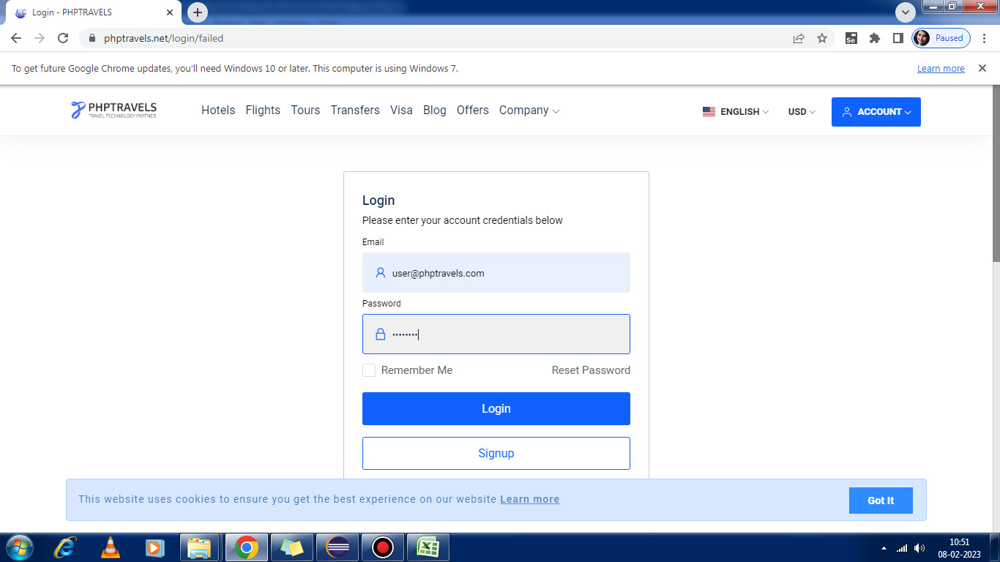 Login - PHPTRAVELS
phptravels.net/login/failed
Se
Paused
To get future Google Chrome updates, you'll need Windows 10 or later. This computer is using Windows 7.
Learn more
PHPTRAVELS
TRAVEL TECHNOLOGY PARTNER
Hotels Flights Tours Transfers Visa Blog Offers Company
ENGLISH
USD
ACCOUNT
Login
Please enter your account credentials below
Email
user@phptravels.com
Password
••••••••
Remember Me
Reset Password
Login
Signup
This website uses cookies to ensure you get the best experience on our website Learn more
Got It
10:51
08-02-2023